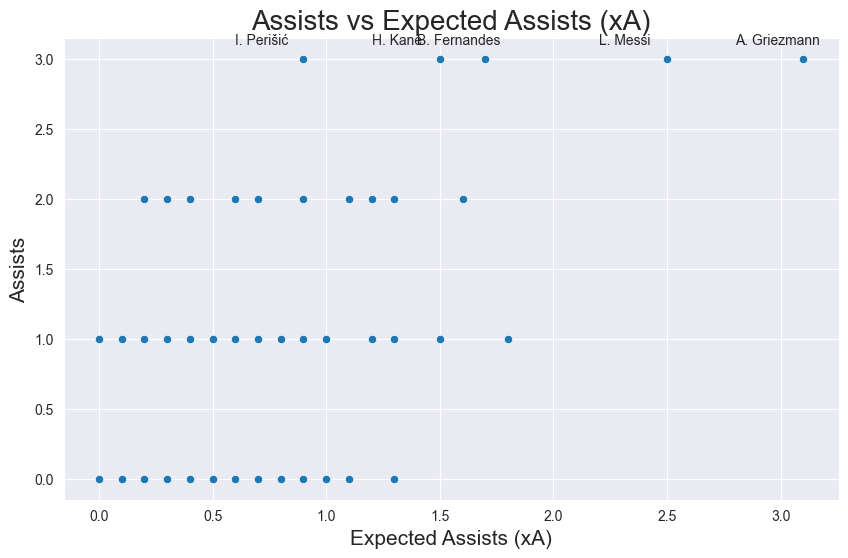 Assists vs Expected Assists (xA)
I. Perišić
H. Kane
B. Fernandes
L. Messi
A. Griezmann
3.0
2.5
2.0
1.5
1.0
0.5
0.0
Assists
0.0 0.5 1.0 1.5 2.0 2.5 3.0
Expected Assists (xA)